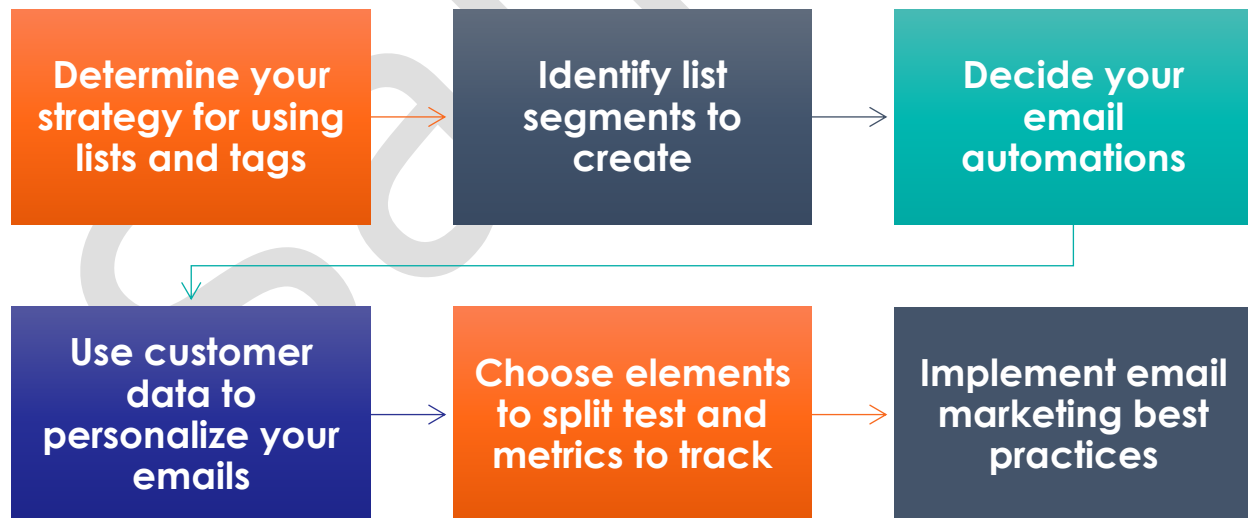 Determine your
strategy for using
lists and tags
Identify list
segments to
create
Decide your
email
automations
Use customer
data to
personalize your
emails
Choose elements
to split test and
metrics to track
Implement email
marketing best
practices